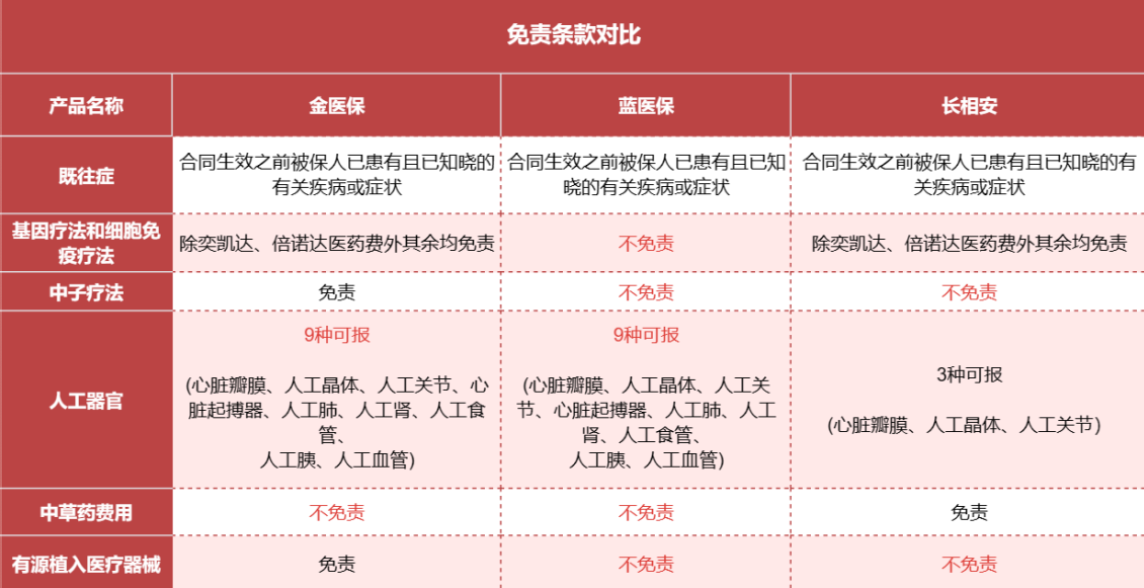 免责条款对比
产品名称
金医保
蓝医保
长相安
既往症
合同生效之前被保人已患有且已知晓的
有关疾病或症状
合同生效之前被保人已患有且已知
晓的有关疾病或症状
合同生效之前被保人已患有且已知晓的有
关疾病或症状
基因疗法和细胞免
疫疗法
除奕凯达、倍诺达医药费外其余均免责
不免责
除奕凯达、倍诺达医药费外其余均免责
中子疗法
免责
不免责
不免责
人工器官
9种可报
(心脏瓣膜、人工晶体、人工关节、心
脏起搏器、人工肺、人工肾、人工食
管、
人工胰、人工血管)
9种可报
(心脏瓣膜、人工晶体、人工关
节、心脏起搏器、人工肺、人工
肾、人工食管、
人工胰、人工血管)
3种可报
(心脏瓣膜、人工晶体、人工关节)
中草药费用
不免责
不免责
免责
有源植入医疗器械
免责
不免责
不免责